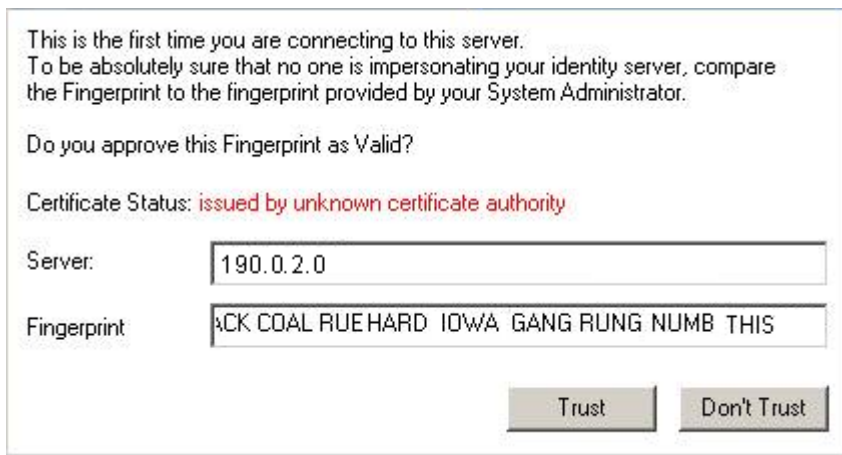 This is the first time you are connecting to this server.
To be absolutely sure that no one is impersonating your identity server, compare
the Fingerprint to the fingerprint provided by your System Administrator.
Do you approve this Fingerprint as Valid?
Certificate Status: issued by unknown certificate authority
Server: 190.0.2.0
Fingerprint COAL RUE HARD IOWA GANG RUNG NUMB THIS
Trust Don't Trust